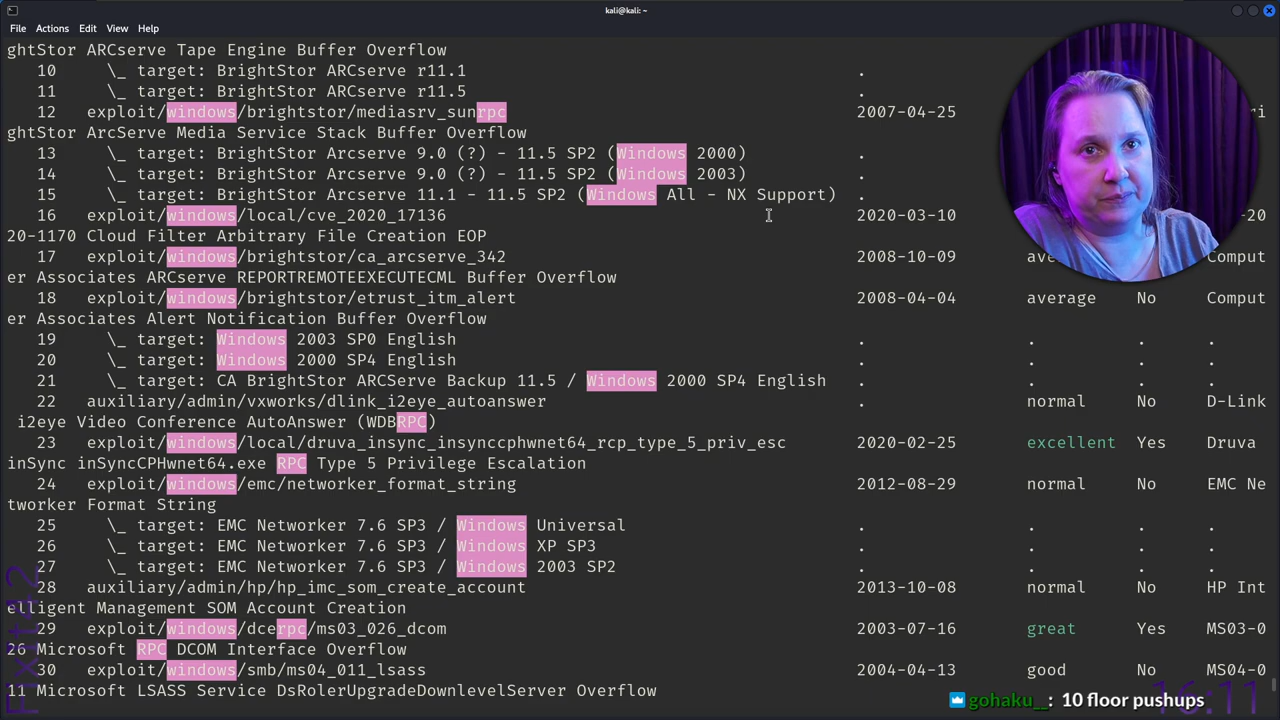 kali@kali: ~
File Actions Edit View Help
ghtStor ARCserve Tape Engine Buffer Overflow
10 \_ target: BrightStor ARCserve r11.1 .
11 \_ target: BrightStor ARCserve r11.5 .
12 exploit/windows/brightstor/mediasrv_sunrpc 2007-04-25
ghtStor ArcServe Media Service Stack Buffer Overflow
13 \_ target: BrightStor Arcserve 9.0 (?) - 11.5 SP2 (Windows 2000) .
14 \_ target: BrightStor Arcserve 9.0 (?) - 11.5 SP2 (Windows 2003) .
15 \_ target: BrightStor Arcserve 11.1 - 11.5 SP2 (Windows All - NX Support) .
16 exploit/windows/local/cve_2020_17136 2020-03-10
20-1170 Cloud Filter Arbitrary File Creation EOP
17 exploit/windows/brightstor/ca_arcserve_342 2008-10-09 Comput
er Associates ARCserve REPORTREMOTEEXECUTECML Buffer Overflow
18 exploit/windows/brightstor/etrust_itm_alert 2008-04-04 average No Comput
er Associates Alert Notification Buffer Overflow
19 \_ target: Windows 2003 SP0 English . . . .
20 \_ target: Windows 2000 SP4 English . . . .
21 \_ target: CA BrightStor ARCServe Backup 11.5 / Windows 2000 SP4 English . . . .
22 auxiliary/admin/vxworks/dlink_i2eye_autoanswer . normal No D-Link
i2eye Video Conference AutoAnswer (WDBRPC)
23 exploit/windows/local/druva_insync_insynccphwnet64_rcp_type_5_priv_esc 2020-02-25 excellent Yes Druva
inSync inSyncCPHwnet64.exe RPC Type 5 Privilege Escalation
24 exploit/windows/emc/networker_format_string 2012-08-29 normal No EMC Ne
tworker Format String
25 \_ target: EMC Networker 7.6 SP3 / Windows Universal . . . .
26 \_ target: EMC Networker 7.6 SP3 / Windows XP SP3 . . . .
27 \_ target: EMC Networker 7.6 SP3 / Windows 2003 SP2 . . . .
28 auxiliary/admin/hp/hp_imc_som_create_account 2013-10-08 normal No HP Int
elligent Management SOM Account Creation
29 exploit/windows/dcerpc/ms03_026_dcom 2003-07-16 great Yes MS03-0
26 Microsoft RPC DCOM Interface Overflow
30 exploit/windows/smb/ms04_011_lsass 2004-04-13 good No MS04-0
11 Microsoft LSASS Service DsRolerUpgradeDownlevelServer Overflow
16:11
gohaku__: 10 floor pushups